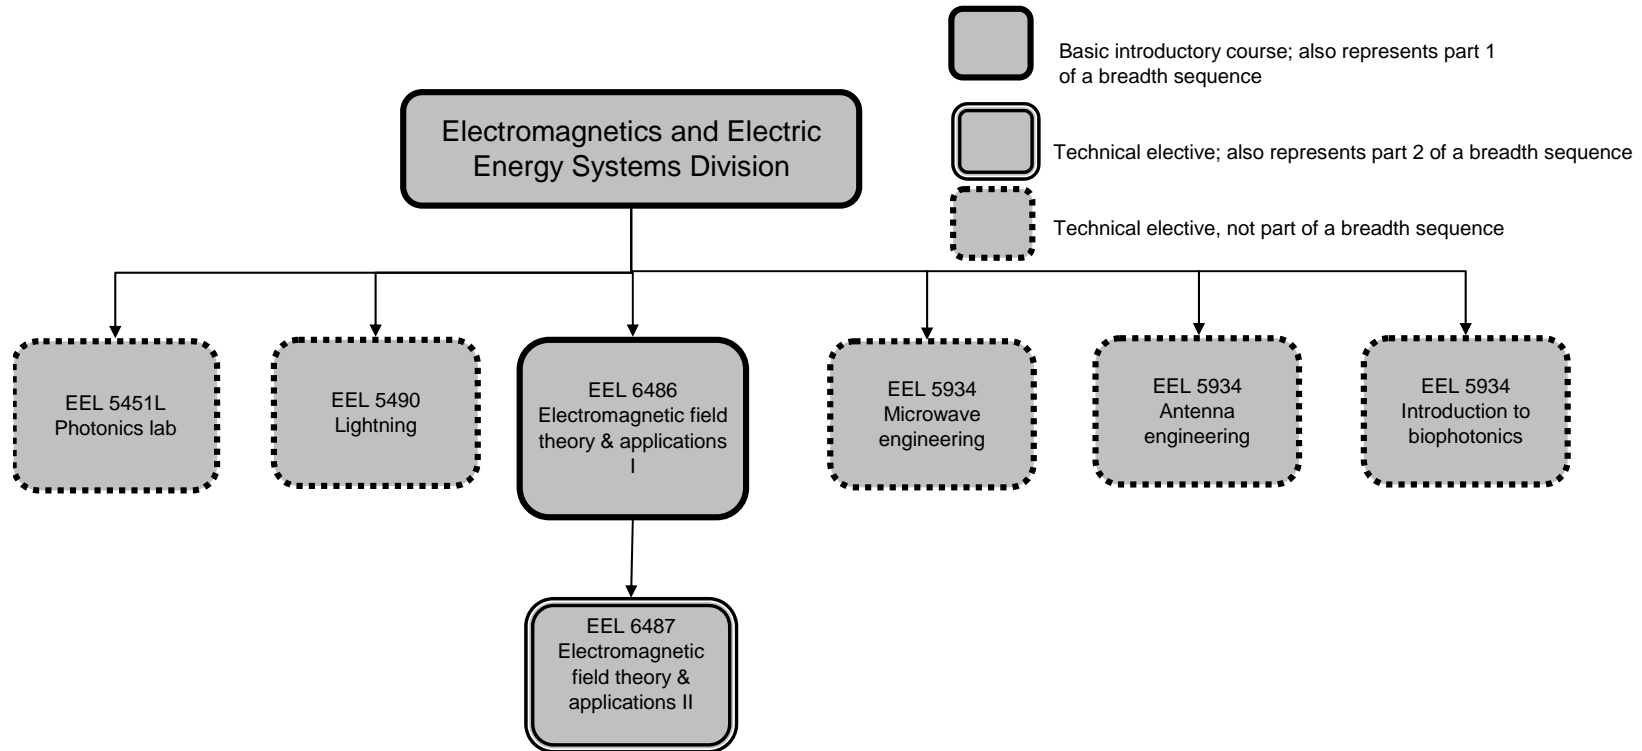 Basic introductory course; also represents part 1
of a breadth sequence
Electromagnetics and Electric
Energy Systems Division
Technical elective; also represents part 2 of a breadth sequence
Technical elective, not part of a breadth sequence
EEL 5451L
Photonics lab
EEL 5490
Lightning
EEL 6486
Electromagnetic field
theory & applications
I
EEL 5934
Microwave
engineering
EEL 5934
Antenna
engineering
EEL 5934
Introduction to
biophotonics
EEL 6487
Electromagnetic
field theory &
applications II